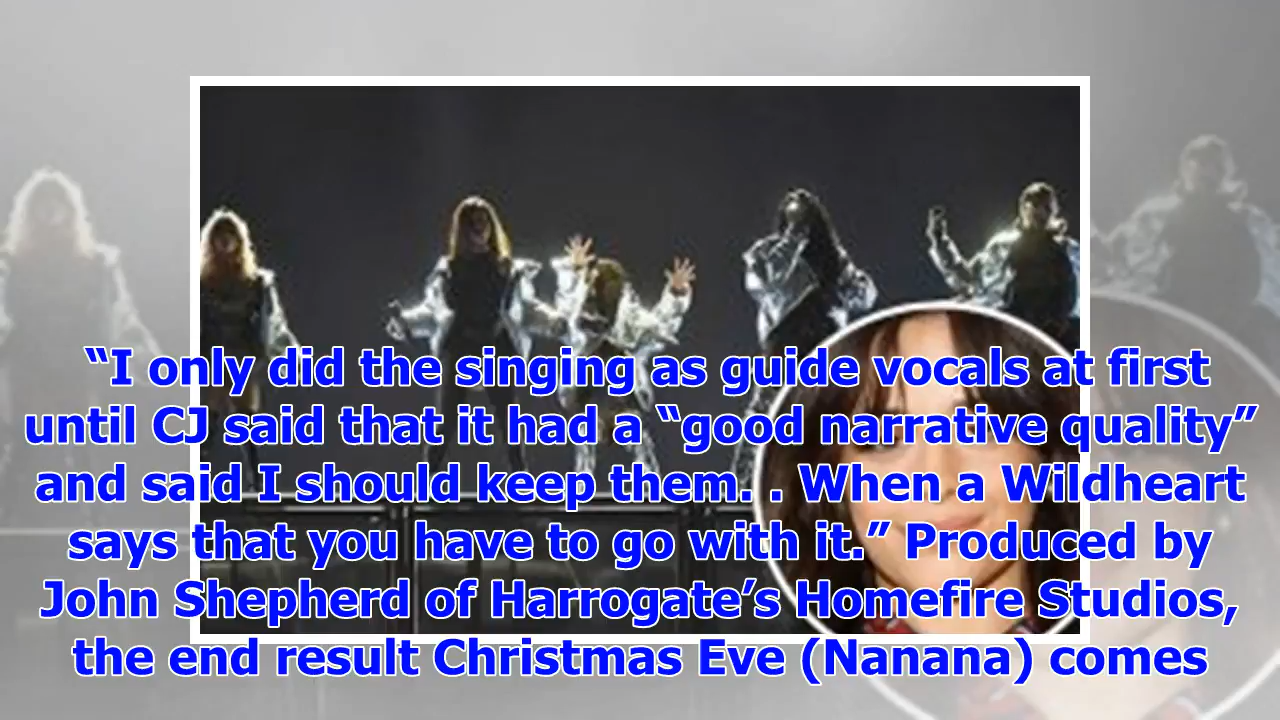 “I only did the singing as guide vocals at first
until CJ said that it had a “good narrative quality”
and said I should keep them. . When a Wildheart
says that you have to go with it.” Produced by
John Shepherd of Harrogate’s Homefire Studios,
the end result Christmas Eve (Nanana) comes